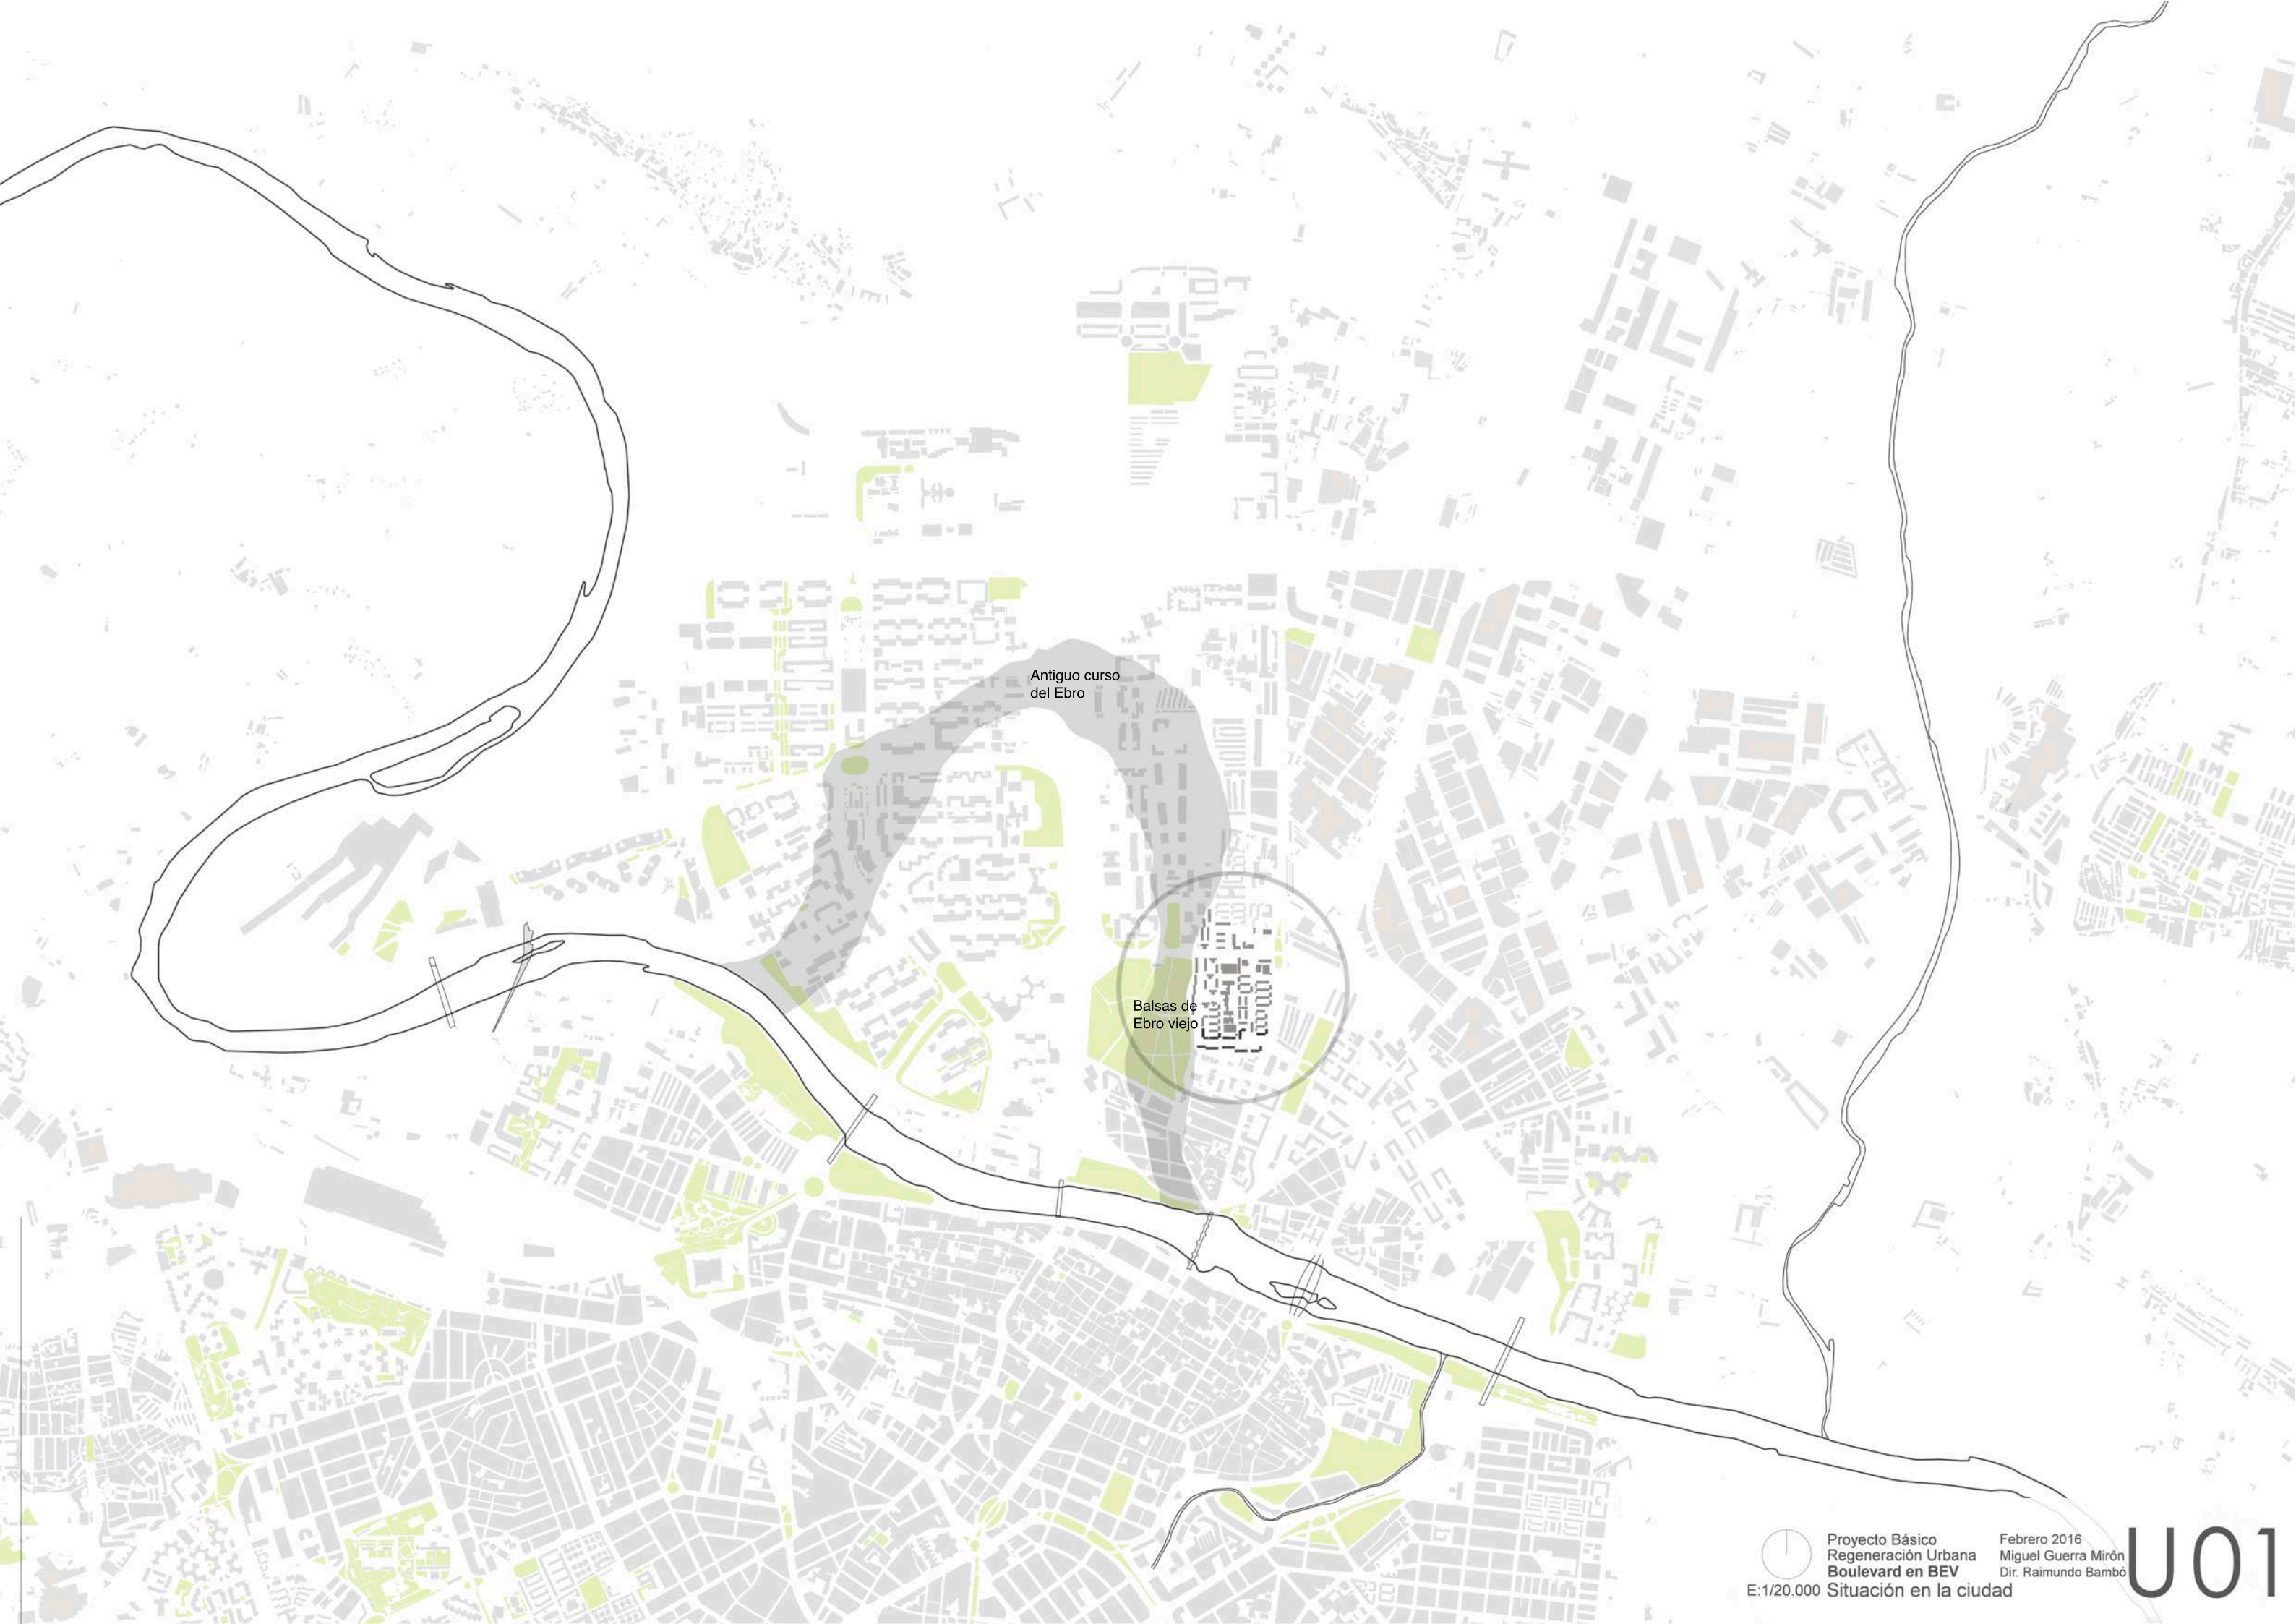 Antiguo curso
del Ebro
Balsas de
Ebro viejo
Proyecto Básico
Regeneración Urbana
Boulevard en BEV
E:1/20.000 Situación en la ciudad
Febrero 2016
Miguel Guerra Mirón
Dir. Raimundo Bambó
U01